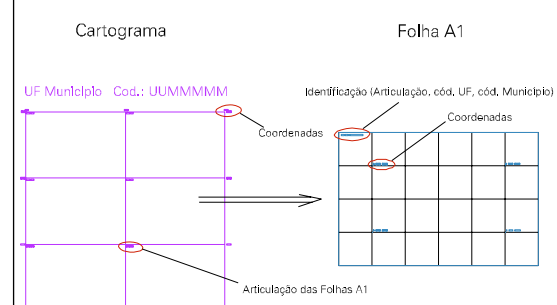 Cartograma
Folha A1
UF Município Cod.: UUMMMMM
Identificação (Articulação, cód. UF, cód. Município)
Coordenadas
Coordenadas
Articulação das Folhas A1